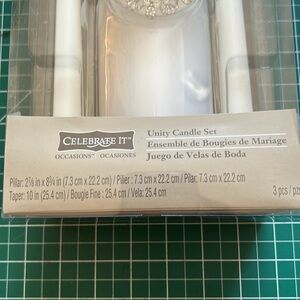 CELEBRATE IT™
OCCASIONS™ OCASIONES
Unity Candle Set
Ensemble de Bougies de Mariage
Juego de Velas de Boda
Pillar: 2⅞ in x 8¾ in (7.3 cm x 22.2 cm) / Pilier : 7.3 cm x 22.2 cm / Pilar: 7.3 cm x 22.2 cm
Taper: 10 in (25.4 cm) / Bougie Fine : 25.4 cm / Vela: 25.4 cm
3 pcs / pzs